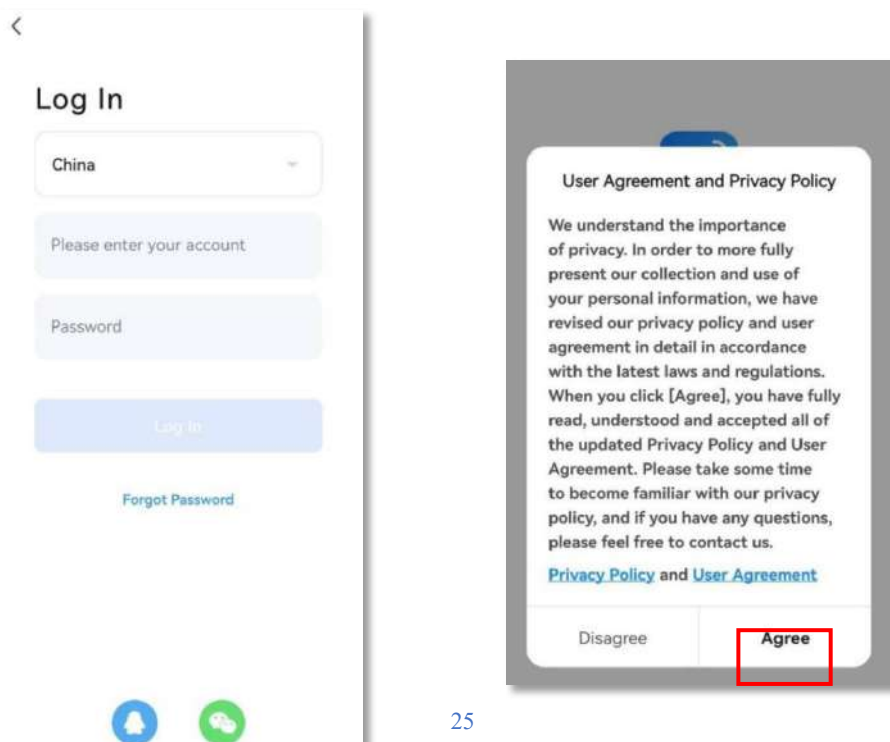 Log In
China
Please enter your account
Password
Log In
Forgot Password
User Agreement and Privacy Policy
We understand the importance
of privacy. In order to more fully
present our collection and use of
your personal information, we have
revised our privacy policy and user
agreement in detail in accordance
with the latest laws and regulations.
When you click [Agree], you have fully
read, understood and accepted all of
the updated Privacy Policy and User
Agreement. Please take some time
to become familiar with our privacy
policy, and if you have any questions,
please feel free to contact us.
Privacy Policy and User Agreement
Disagree Agree
25